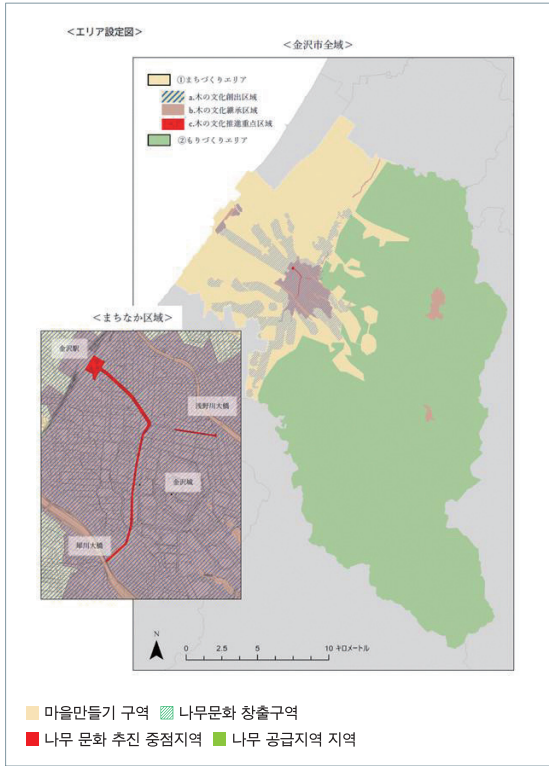 <エリア設定図>
<金沢市全域>
①まちづくりエリア
a.木の文化創出区域
b.木の文化継承区域
c.木の文化推進重点区域
②もりづくりエリア
<まちなか区域>
金沢駅
浅野川大橋
金沢城
犀川大橋
N
0 2.5 5 10 キロメートル
마을만들기 구역 나무문화 창출구역
나무 문화 추진 중점지역 나무 공급지역 지역